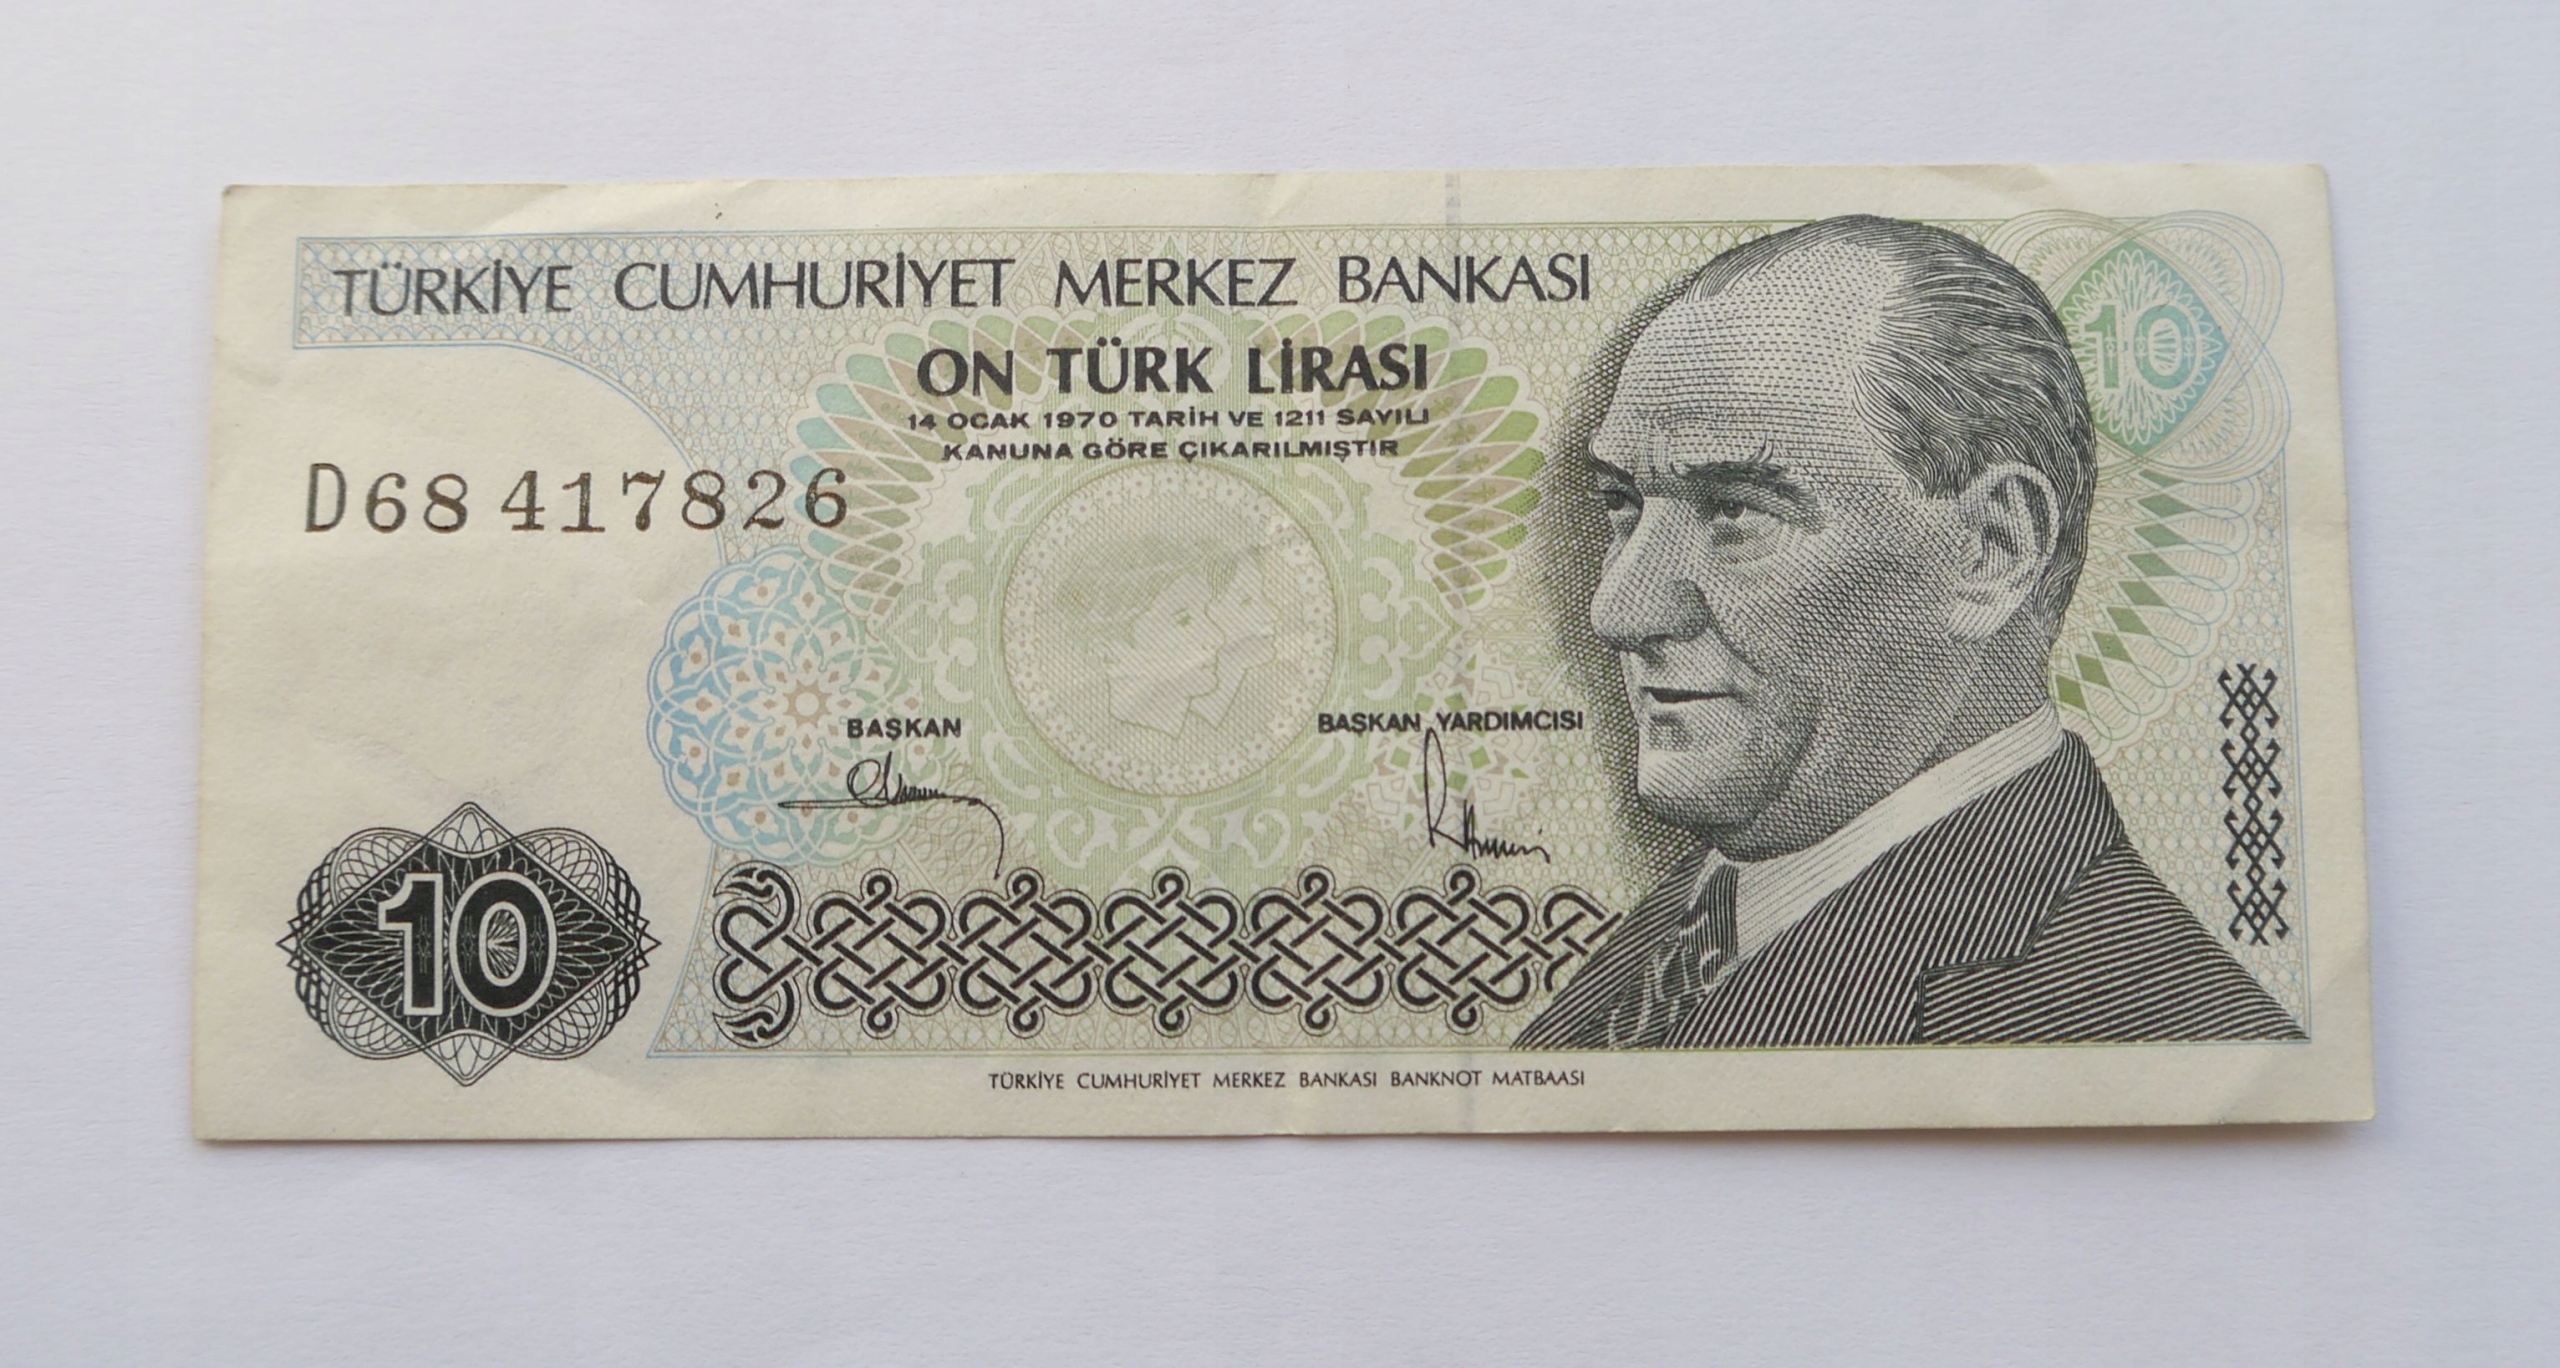 TÜRKİYE CUMHURİYET MERKEZ BANKASI
ON TÜRK LİRASI
14 OCAK 1970 TARİH VE 1211 SAYILI
KANUNA GÖRE ÇIKARILMIŞTIR
10
D68 417826
BAŞKAN
BAŞKAN YARDIMCISI
10
TÜRKİYE CUMHURİYET MERKEZ BANKASI BANKNOT MATBAASI